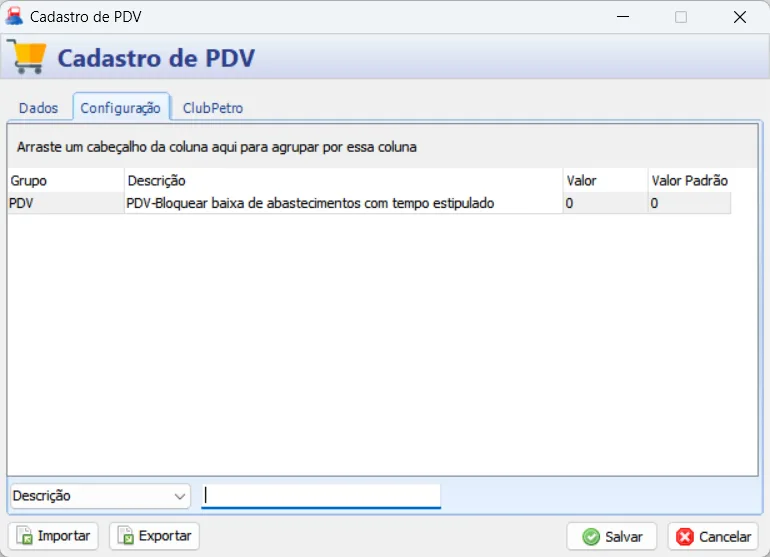 Cadastro de PDV
Cadastro de PDV
Dados Configuração ClubPetro
Arraste um cabeçalho da coluna aqui para agrupar por essa coluna
Grupo Descrição Valor Valor Padrão
PDV PDV-Bloquear baixa de abastecimentos com tempo estipulado 0 0
Descrição
Importar Exportar Salvar Cancelar